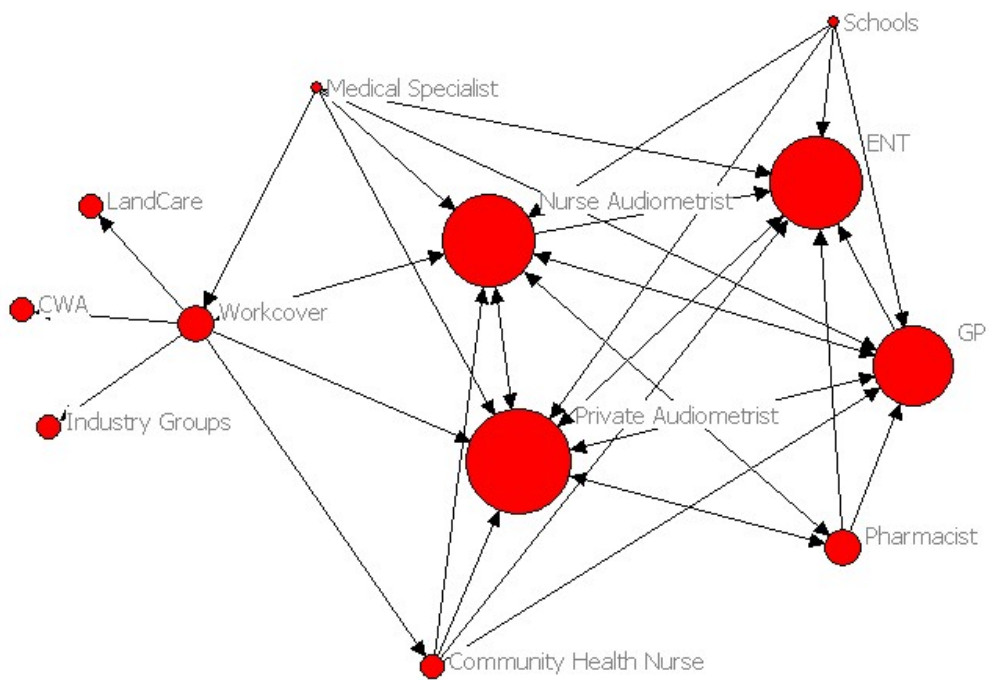 Schools
Medical Specialist
ENT
LandCare
Nurse Audiometrist
CWA
Workcover
GP
Private Audiometrist
Industry Groups
Pharmacist
Community Health Nurse